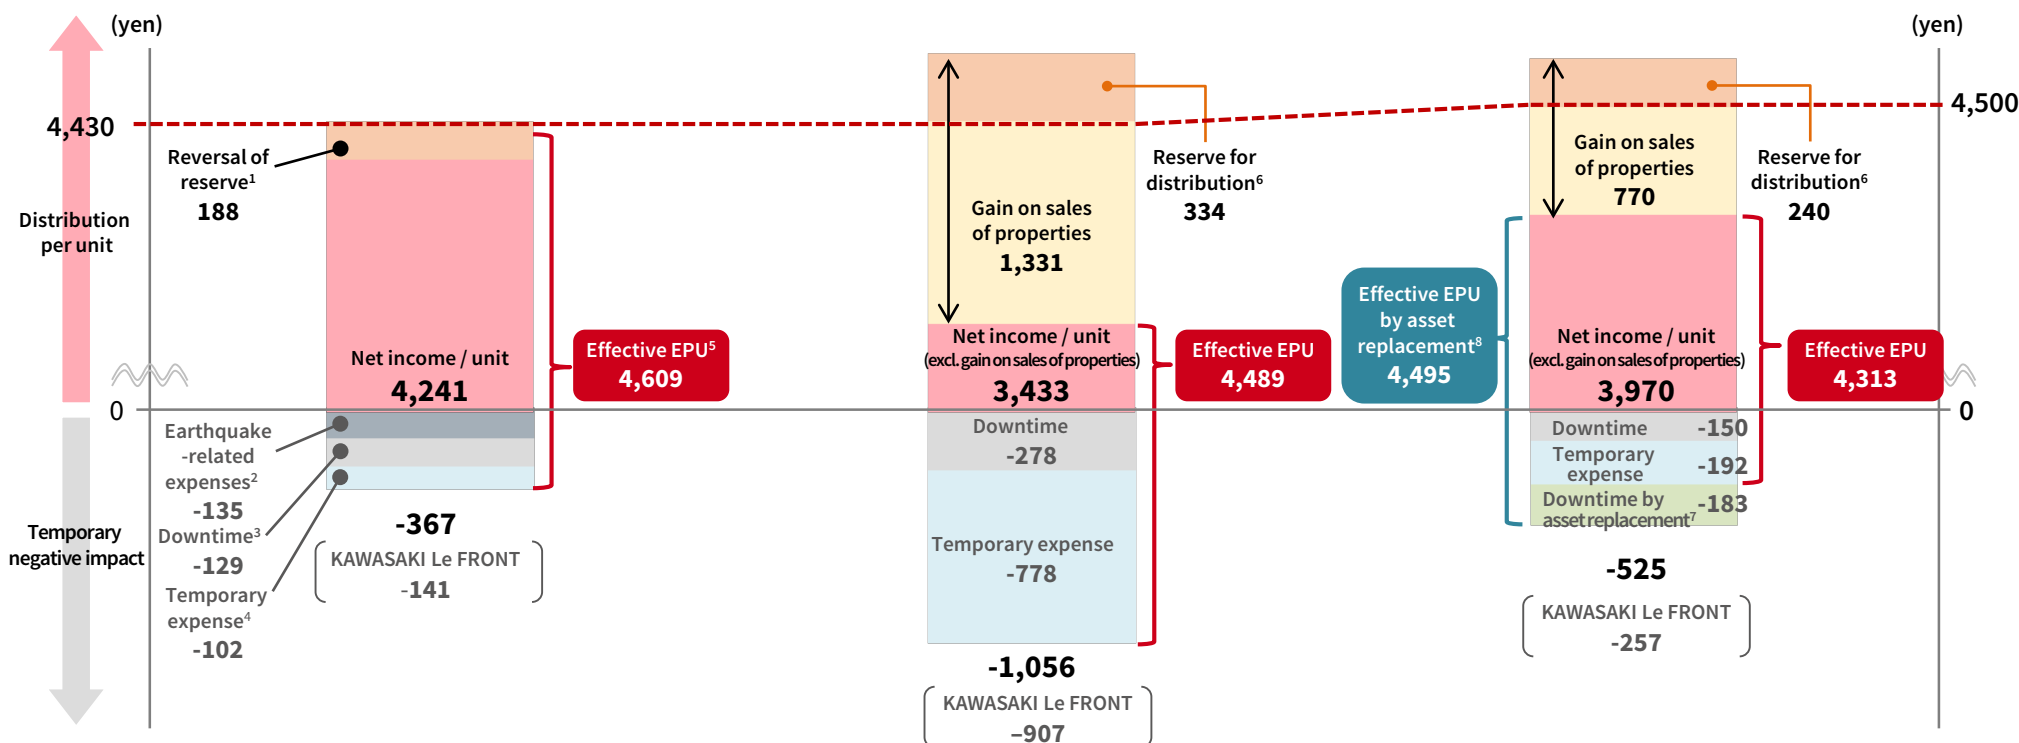 (yen)
(yen)
4,430
4,500
Reversal of
reserve1
188
Distribution
per unit
Net income / unit
4,241
Effective EPU5
4,609
0
Earthquake
-related
expenses2
-135
Downtime3
-129
Temporary
expense4
-102
Temporary
negative impact
-367
KAWASAKI Le FRONT
-141
Reserve for
distribution6
334
Gain on sales
of properties
1,331
Net income / unit
(excl. gain on sales of properties)
3,433
Effective EPU
4,489
Downtime
-278
Temporary expense
-778
-1,056
KAWASAKI Le FRONT
–907
Gain on sales
of properties
770
Reserve for
distribution6
240
Effective EPU
by asset
replacement8
4,495
Net income / unit
(excl. gain on sales of properties)
3,970
Effective EPU
4,313
0
Downtime -150
Temporary
expense
-192
Downtime by
asset replacement7
-183
-525
KAWASAKI Le FRONT
-257